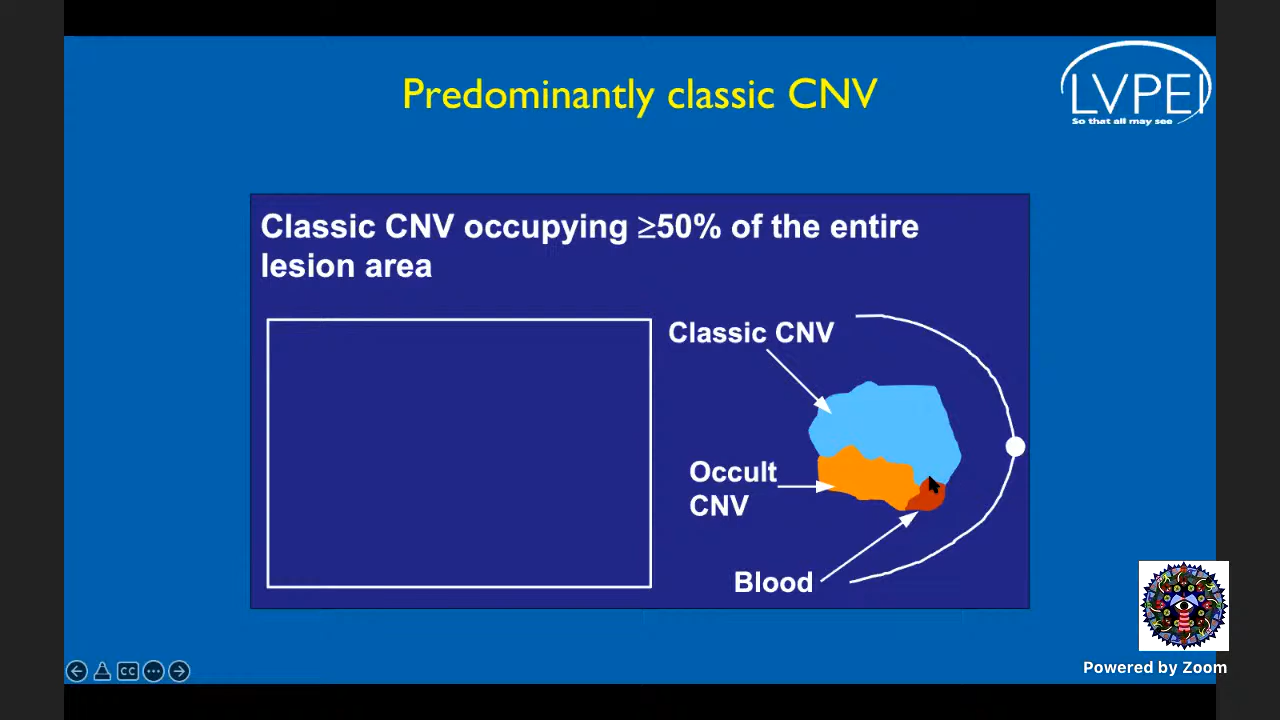 Predominantly classic CNV
LVPEI
So that all may see
Classic CNV occupying ≥50% of the entire
lesion area
Classic CNV
Occult
CNV
Blood
CC
Powered by Zoom